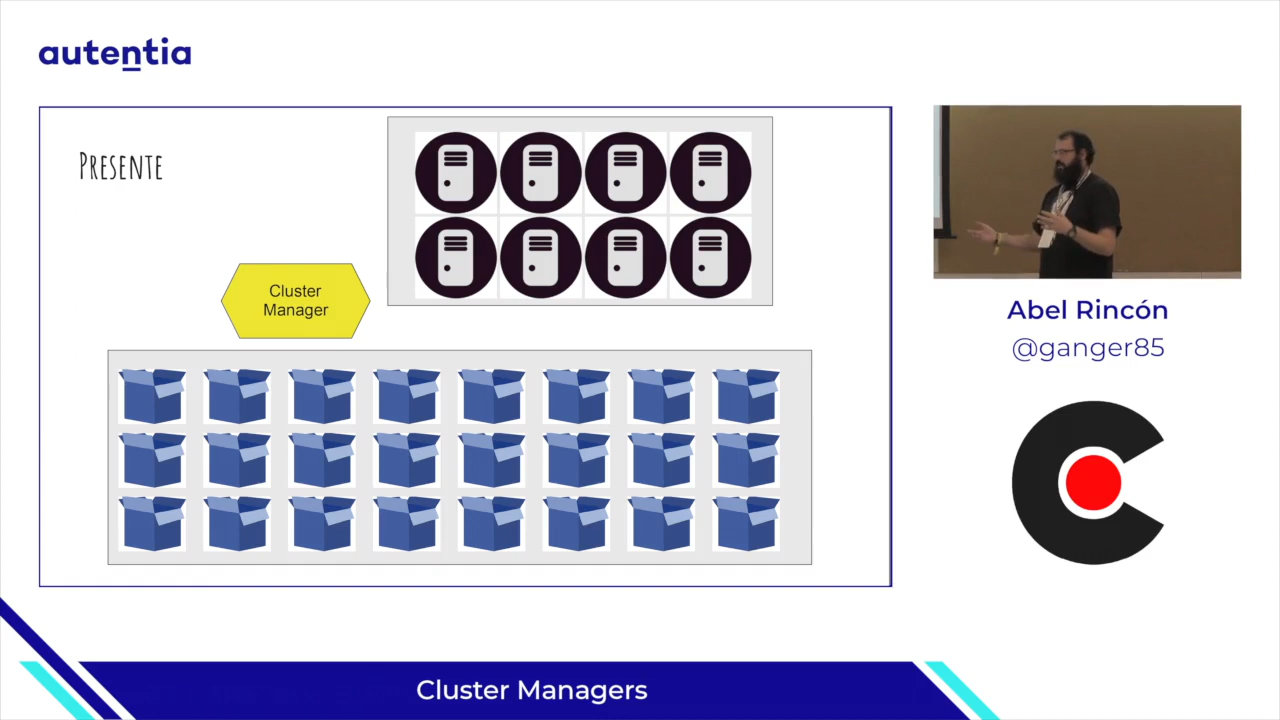 autentia
PRESENTE
Cluster
Manager
Abel Rincón
@ganger85
Cluster Managers